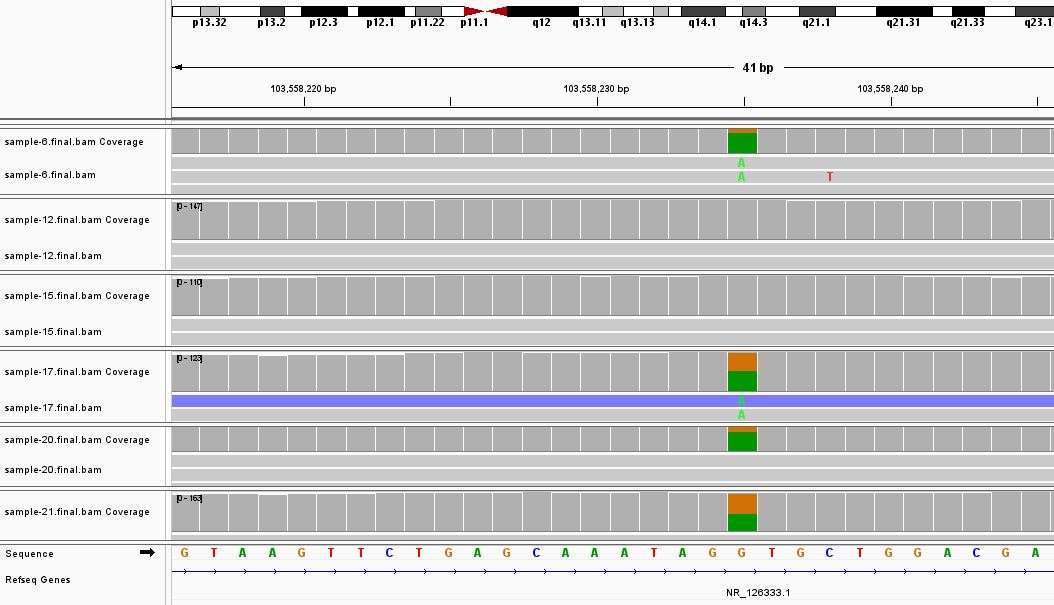 p13.32 p13.2 p12.3 p12.1 p11.22 p11.1 q12 q13.11 q13.13 q14.1 q14.3 q21.1 q21.31 q21.33 q23.1
41 bp
103,558,220 bp 103,558,230 bp 103,558,240 bp
sample-6.final.bam Coverage
A
sample-6.final.bam A T
[0 - 147]
sample-12.final.bam Coverage
sample-12.final.bam
[0 - 110]
sample-15.final.bam Coverage
sample-15.final.bam
[0 - 123]
sample-17.final.bam Coverage
A
sample-17.final.bam
A
sample-20.final.bam Coverage
sample-20.final.bam
[0 - 163]
sample-21.final.bam Coverage
Sequence G T A A G T T C T G A G C A A A T A G G T G C T G G A C G A
Refseq Genes
NR_126333.1